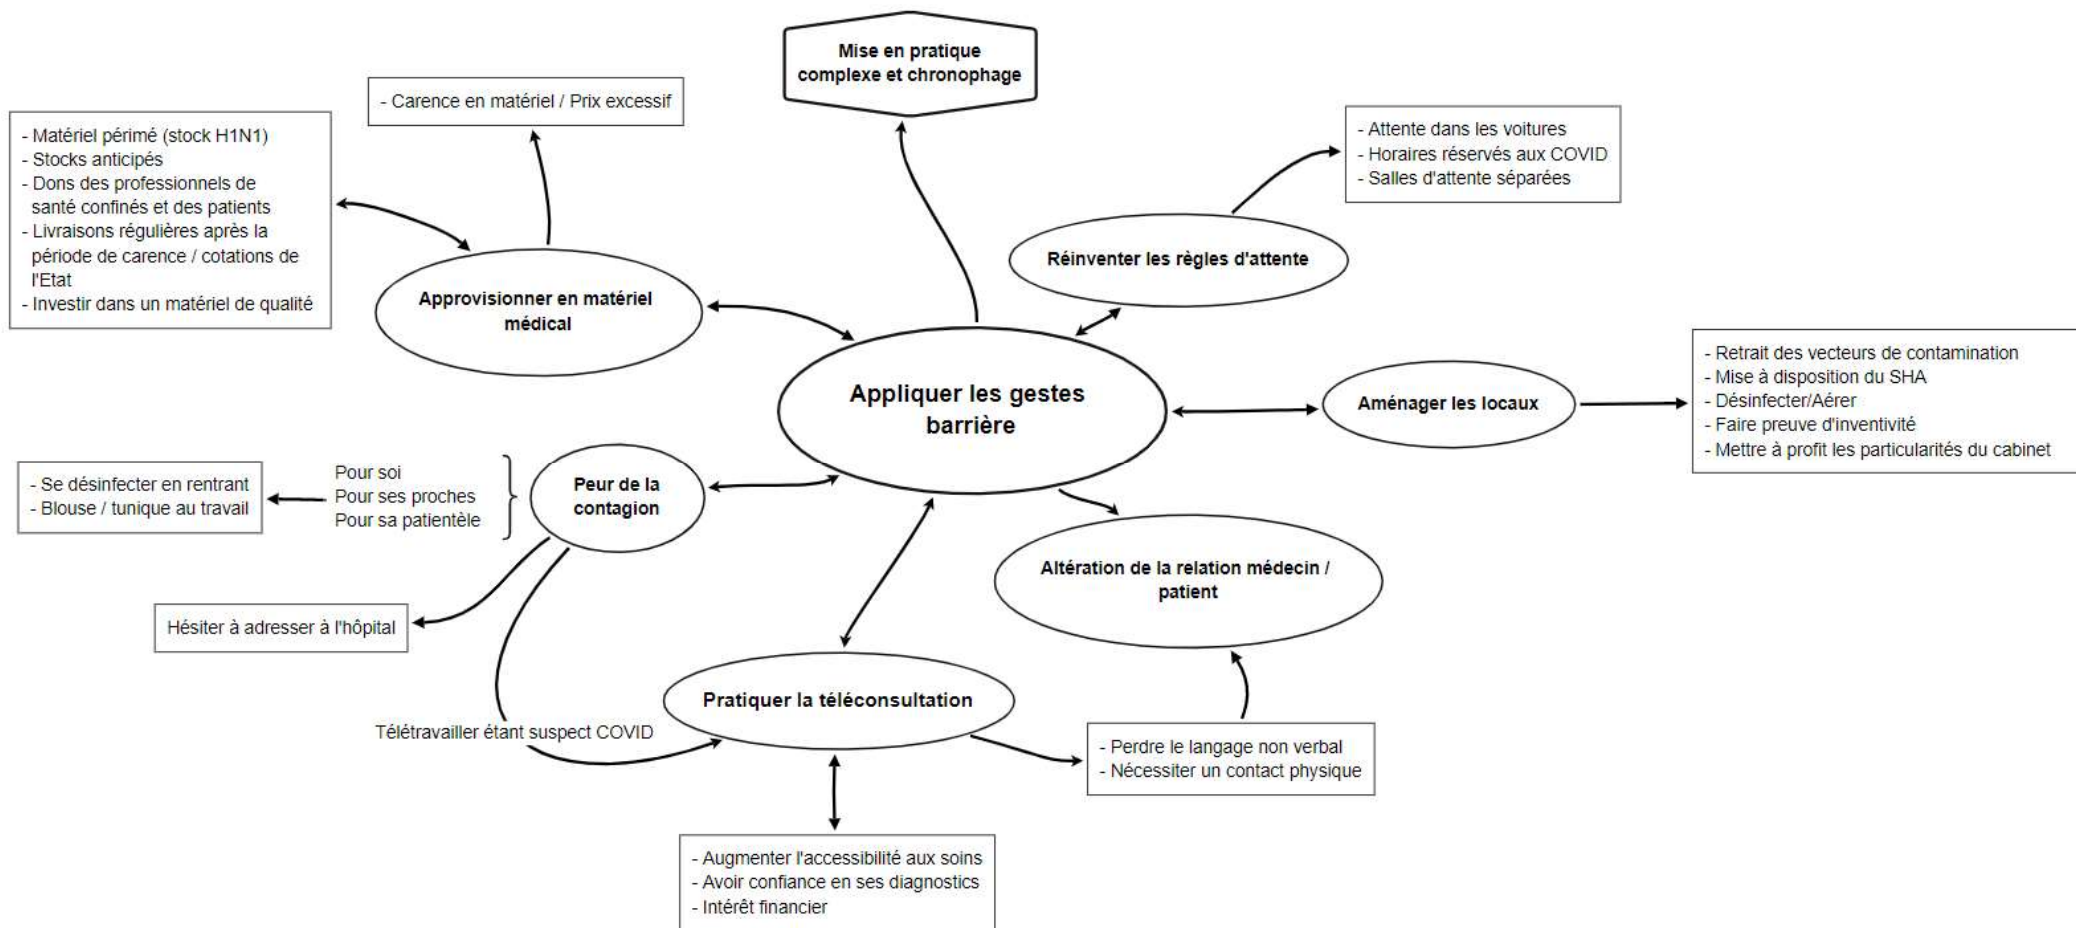 Mise en pratique
complexe et chronophage
- Carence en matériel / Prix excessif
- Matériel périmé (stock H1N1)
- Stocks anticipés
- Dons des professionnels de
santé confinés et des patients
- Livraisons régulières après la
période de carence / cotations de
l'Etat
- Investir dans un matériel de qualité
- Attente dans les voitures
- Horaires réservés aux COVID
- Salles d'attente séparées
Réinventer les règles d'attente
Approvisionner en matériel
médical
Appliquer les gestes
barrière
Aménager les locaux
- Retrait des vecteurs de contamination
- Mise à disposition du SHA
- Désinfecter/Aérer
- Faire preuve d'inventivité
- Mettre à profit les particularités du cabinet
- Se désinfecter en rentrant
- Blouse / tunique au travail
Pour soi
Pour ses proches
Pour sa patientèle
Peur de la
contagion
Altération de la relation médecin /
patient
Hésiter à adresser à l'hôpital
Pratiquer la téléconsultation
Télétravailler étant suspect COVID
- Perdre le langage non verbal
- Nécessiter un contact physique
- Augmenter l'accessibilité aux soins
- Avoir confiance en ses diagnostics
- Intérêt financier